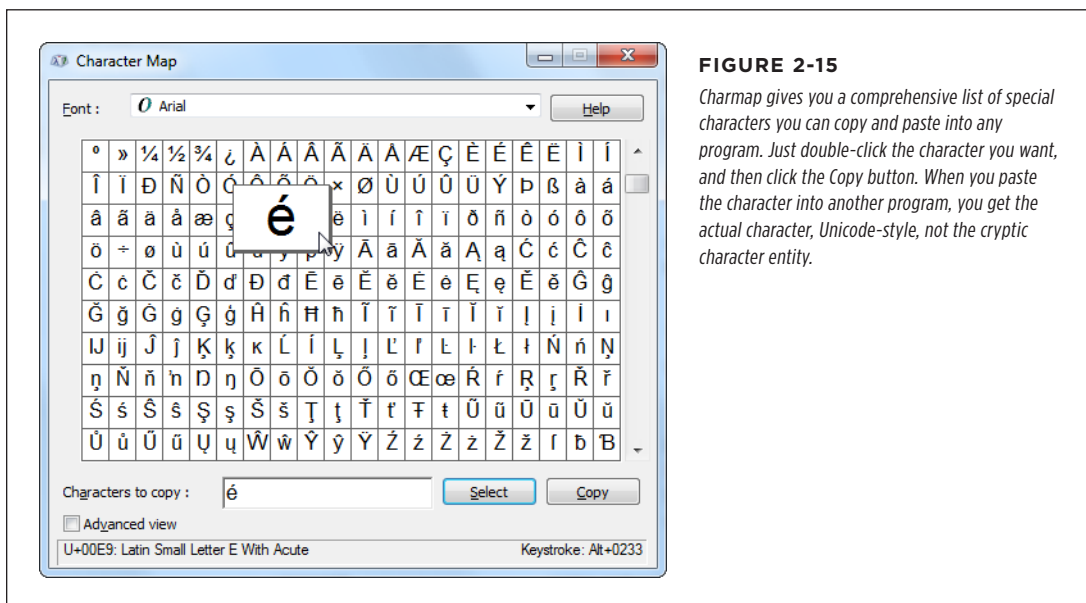 Character Map
Font :
O Arial
Help
º » ¼ ½ ¾ ¿ À Á Â Ã Ä Å Æ Ç È É Ê Ë Ì Í
Î Ï Ð Ñ Ò Ó Ô Õ Ö × Ø Ù Ú Û Ü Ý Þ ß à á
â ã ä å æ ç é ë ì í î ï ð ñ ò ó ô õ
ö ÷ ø ù ú û ÿ Ā ā Ă ă Ą ą Ć ć Ĉ ĉ
Ċ ċ Č č Ď ď Đ đ Ē ē Ĕ ĕ Ė ė Ę ę Ě ě Ĝ ĝ
Ğ ğ Ġ ġ Ģ ģ Ĥ ĥ Ħ ħ Ĩ ĩ Ī ī Ĭ ĭ Į į İ ı
Ĳ ĳ Ĵ ĵ Ķ ķ ĸ Ĺ ĺ Ļ ļ Ľ ľ Ŀ ŀ Ł ł Ń ń Ņ
ņ Ň ň ŉ Ŋ ŋ Ō ō Ŏ ŏ Ő ő Œ œ Ŕ ŕ Ŗ ŗ Ř ř
Ś ś Ŝ ŝ Ş ş Š š Ţ ţ Ť ť Ŧ ŧ Ũ ũ Ū ū Ŭ ŭ
Ů ů Ű ű Ų ų Ŵ ŵ Ŷ ŷ Ÿ Ź ź Ż ż Ž ž ſ ƀ Ɓ
Characters to copy :
é
Select
Copy
Advanced view
U+00E9: Latin Small Letter E With Acute
Keystroke: Alt+0233
FIGURE 2-15
Charmap gives you a comprehensive list of special
characters you can copy and paste into any
program. Just double-click the character you want,
and then click the Copy button. When you paste
the character into another program, you get the
actual character, Unicode-style, not the cryptic
character entity.